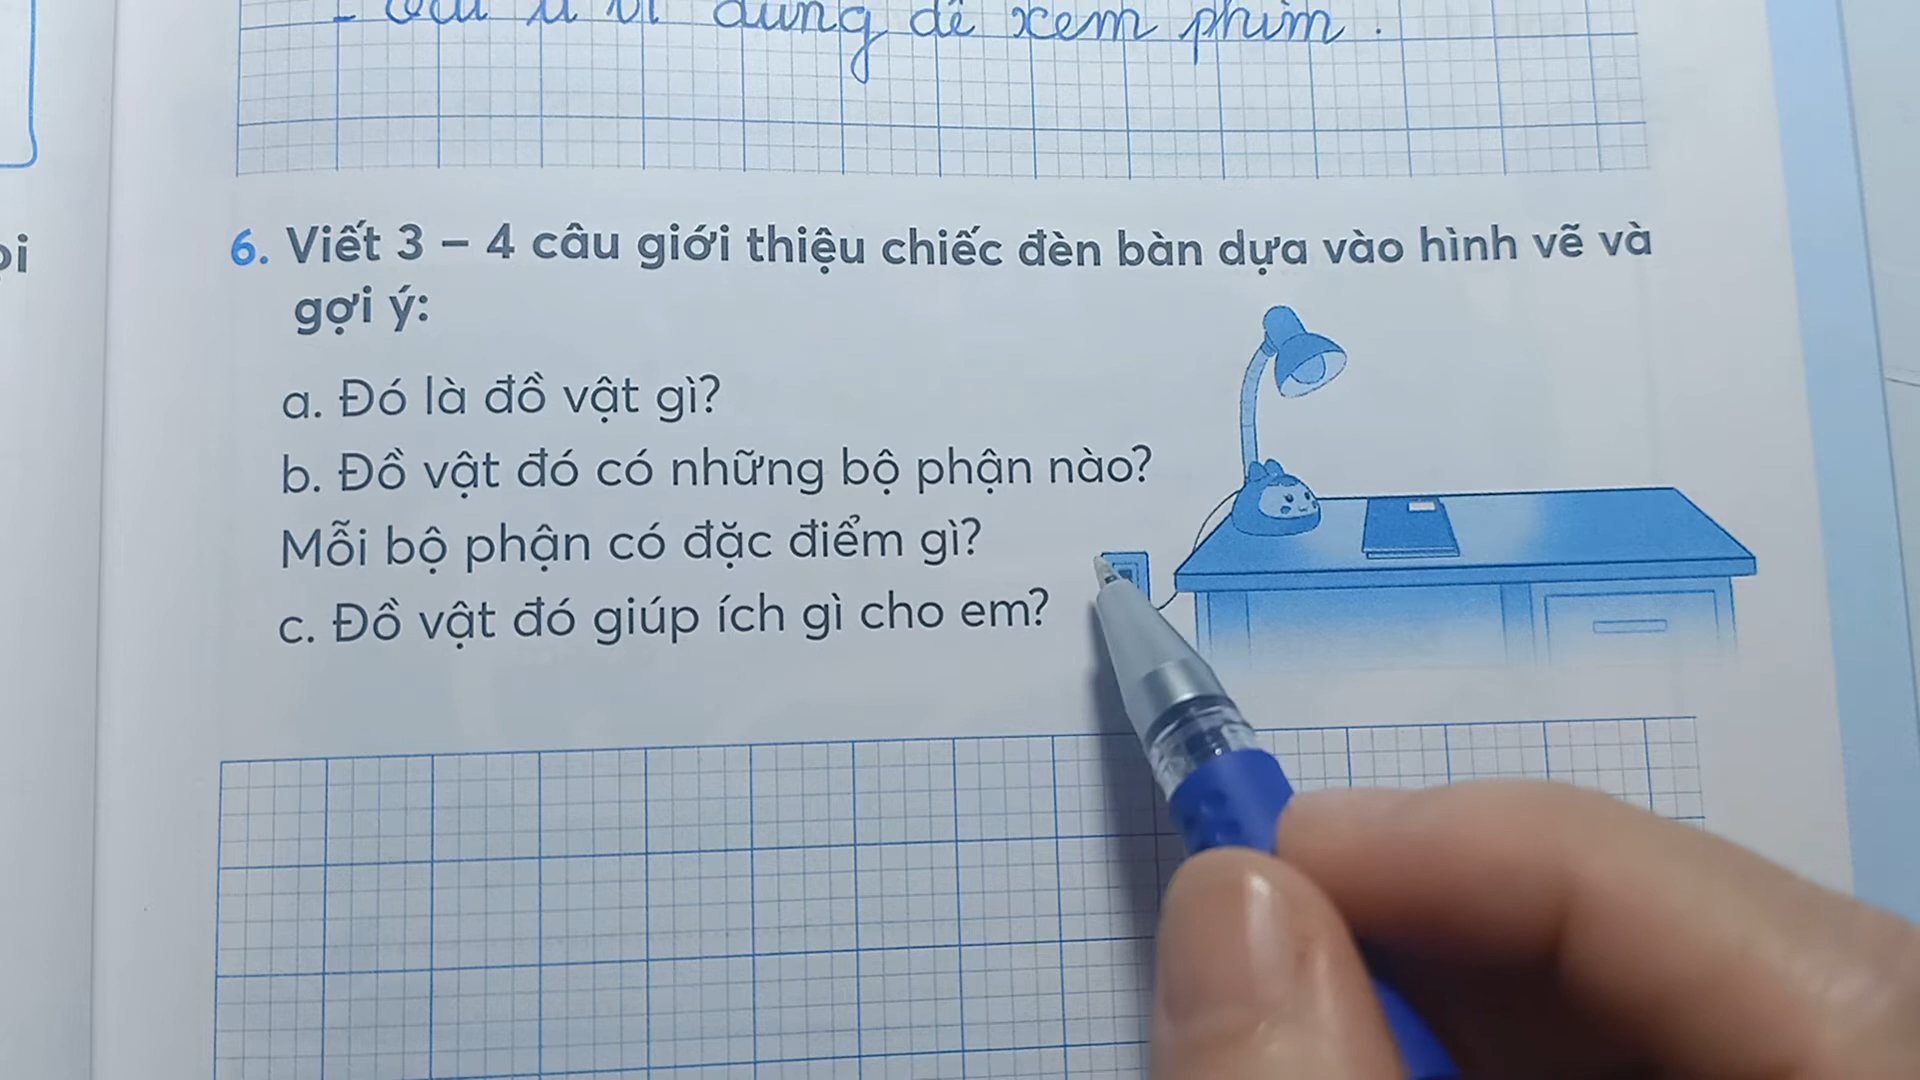 dùng để xem phim.
6. Viết 3 – 4 câu giới thiệu chiếc đèn bàn dựa vào hình vẽ và
gợi ý:
a. Đó là đồ vật gì?
b. Đồ vật đó có những bộ phận nào?
Mỗi bộ phận có đặc điểm gì?
c. Đồ vật đó giúp ích gì cho em?